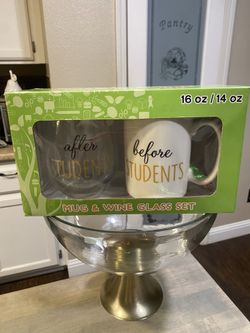 Pantry
16 oz / 14 oz
after
STUDENTS
before
STUDENTS
MUG & WINE GLASS SET